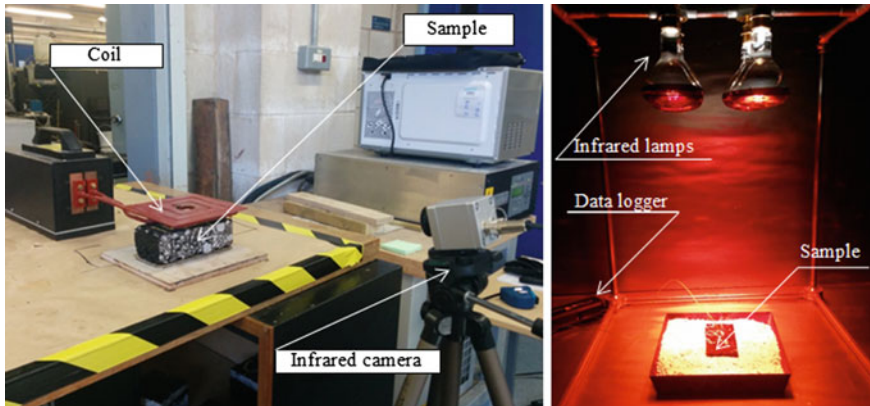 Coil
Sample
Infrared camera
Infrared lamps
Data logger
Sample